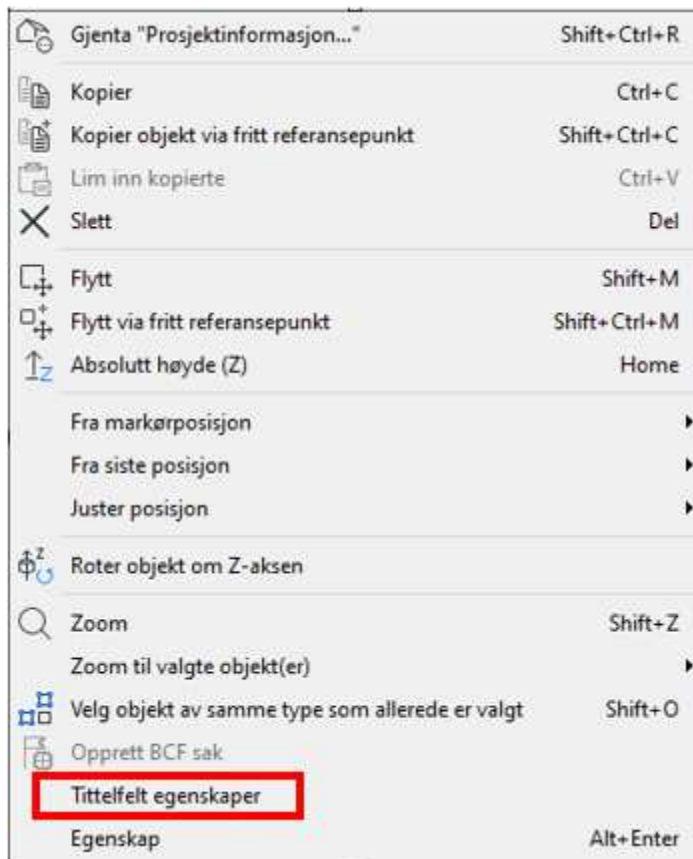 Gjenta "Prosjektinformasjon..." Shift+Ctrl+R
Kopier Ctrl+C
Kopier objekt via fritt referansepunkt Shift+Ctrl+C
Lim inn kopierte Ctrl+V
Slett Del
Flytt Shift+M
Flytt via fritt referansepunkt Shift+Ctrl+M
Absolutt høyde (Z) Home
Fra markørposisjon
Fra siste posisjon
Juster posisjon
Roter objekt om Z-aksen
Zoom Shift+Z
Zoom til valgte objekt(er)
Velg objekt av samme type som allerede er valgt Shift+O
Opprett BCF sak
Tittelfelt egenskaper
Egenskap Alt+Enter